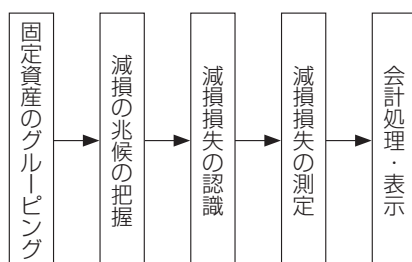 固定資産のグルーピング
減損の兆候の把握
減損損失の認識
減損損失の測定
会計処理・表示